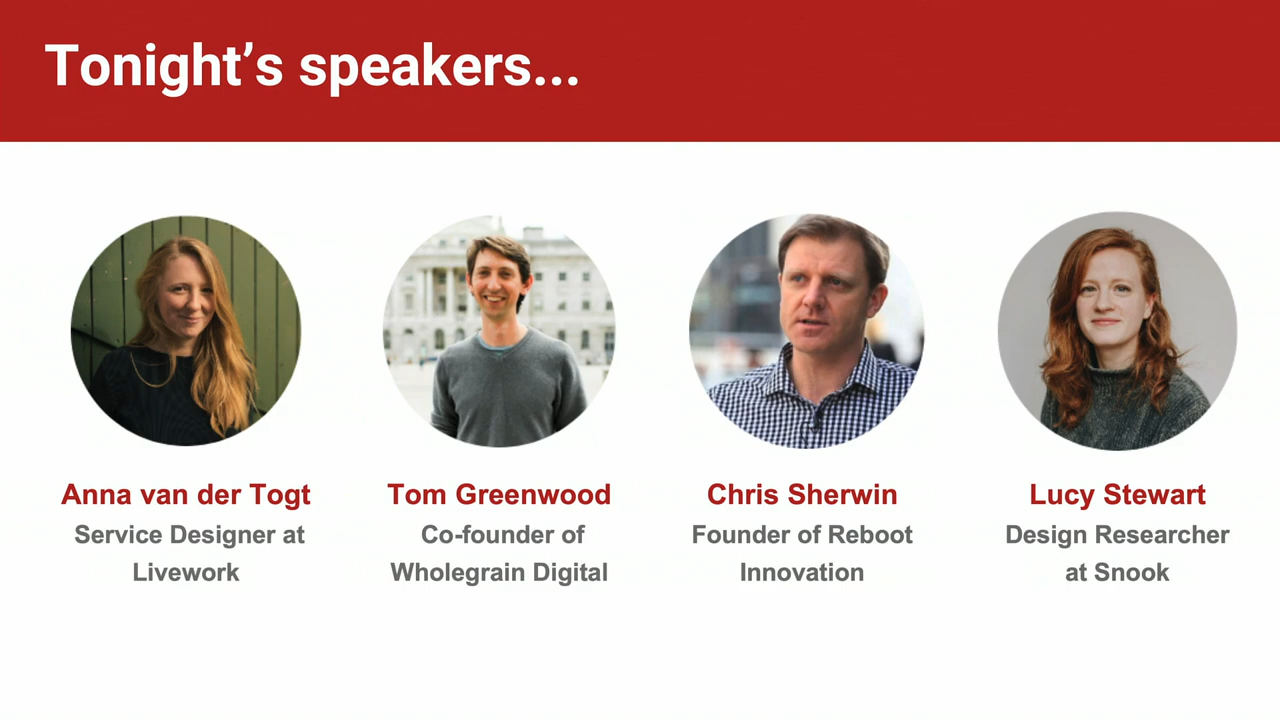 Tonight’s speakers...
Anna van der Togt
Service Designer at
Livework
Tom Greenwood
Co-founder of
Wholegrain Digital
Chris Sherwin
Founder of Reboot
Innovation
Lucy Stewart
Design Researcher
at Snook